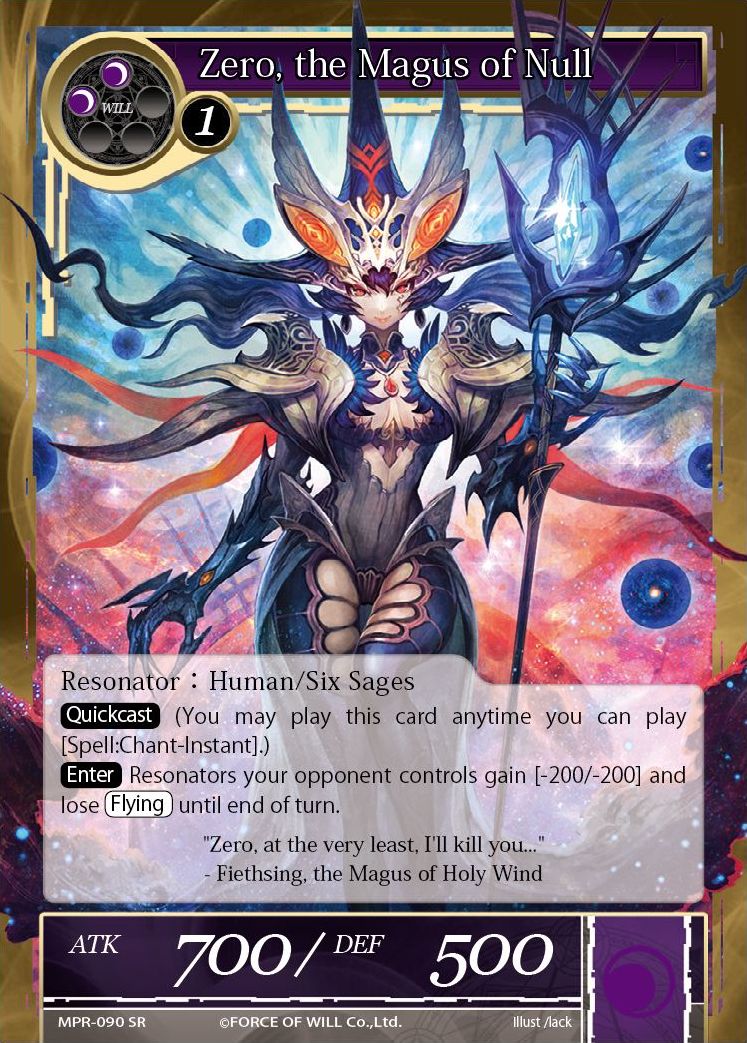 Zero, the Magus of Null
WILL
1
Resonator : Human/Six Sages
Quickcast (You may play this card anytime you can play
[Spell:Chant-Instant].)
Enter Resonators your opponent controls gain [-200/-200] and
lose Flying until end of turn.
"Zero, at the very least, I'll kill you..."
- Fiethsing, the Magus of Holy Wind
ATK 700/ DEF 500
MPR-090 SR ©FORCE OF WILL Co.,Ltd. Illust /lack